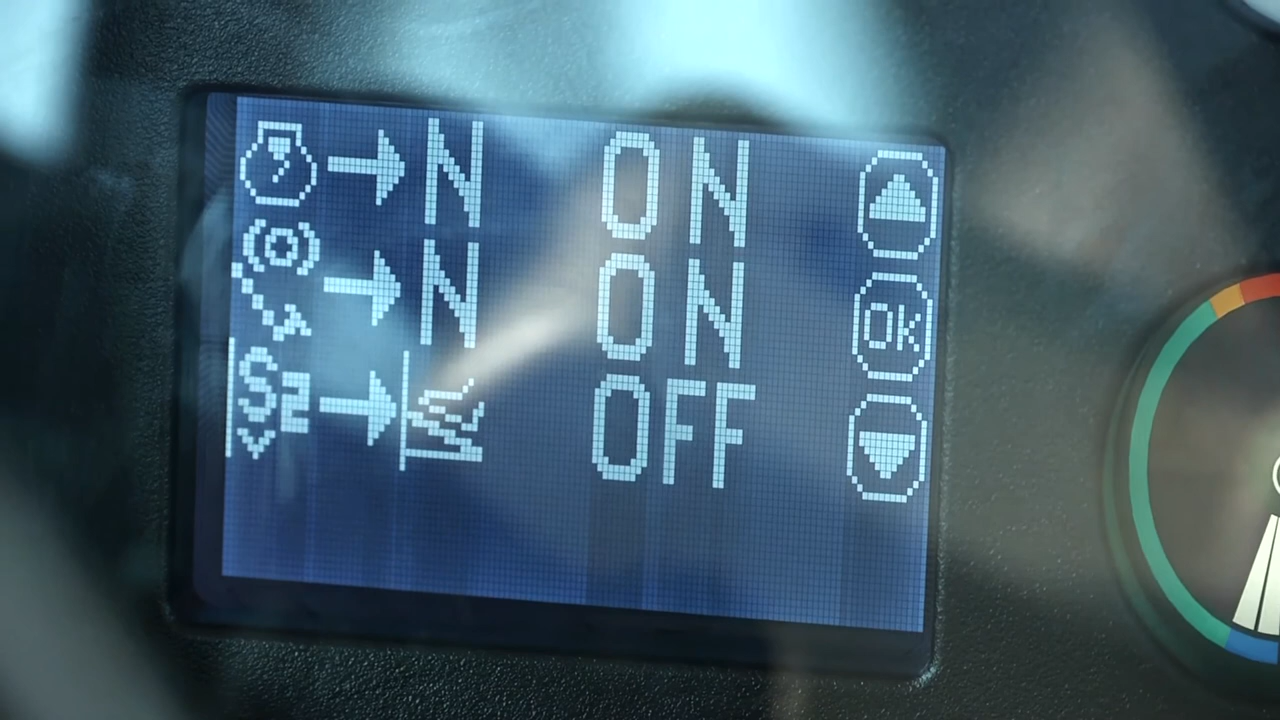 →N ON
→N ON OK
S2→ OFF